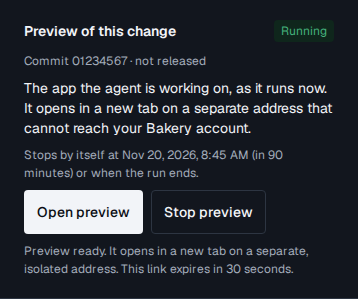 Preview of this change
Running
Commit 01234567 · not released
The app the agent is working on, as it runs now.
It opens in a new tab on a separate address that
cannot reach your Bakery account.
Stops by itself at Nov 20, 2026, 8:45 AM (in 90
minutes) or when the run ends.
Open preview
Stop preview
Preview ready. It opens in a new tab on a separate,
isolated address. This link expires in 30 seconds.